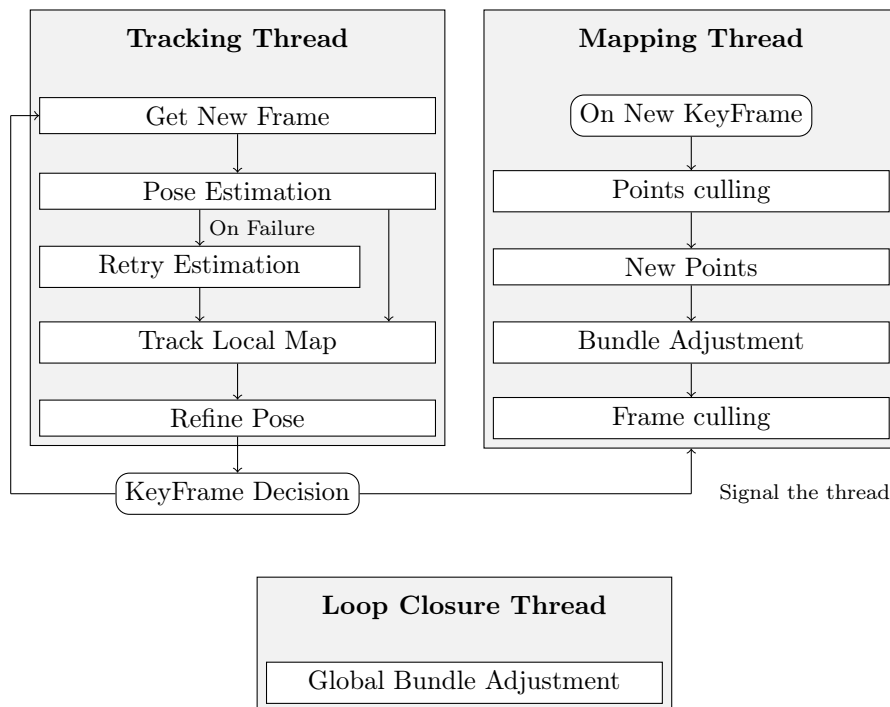 Tracking Thread
Get New Frame
Pose Estimation
On Failure
Retry Estimation
Track Local Map
Refine Pose
KeyFrame Decision
Mapping Thread
On New KeyFrame
Points culling
New Points
Bundle Adjustment
Frame culling
Signal the thread
Loop Closure Thread
Global Bundle Adjustment